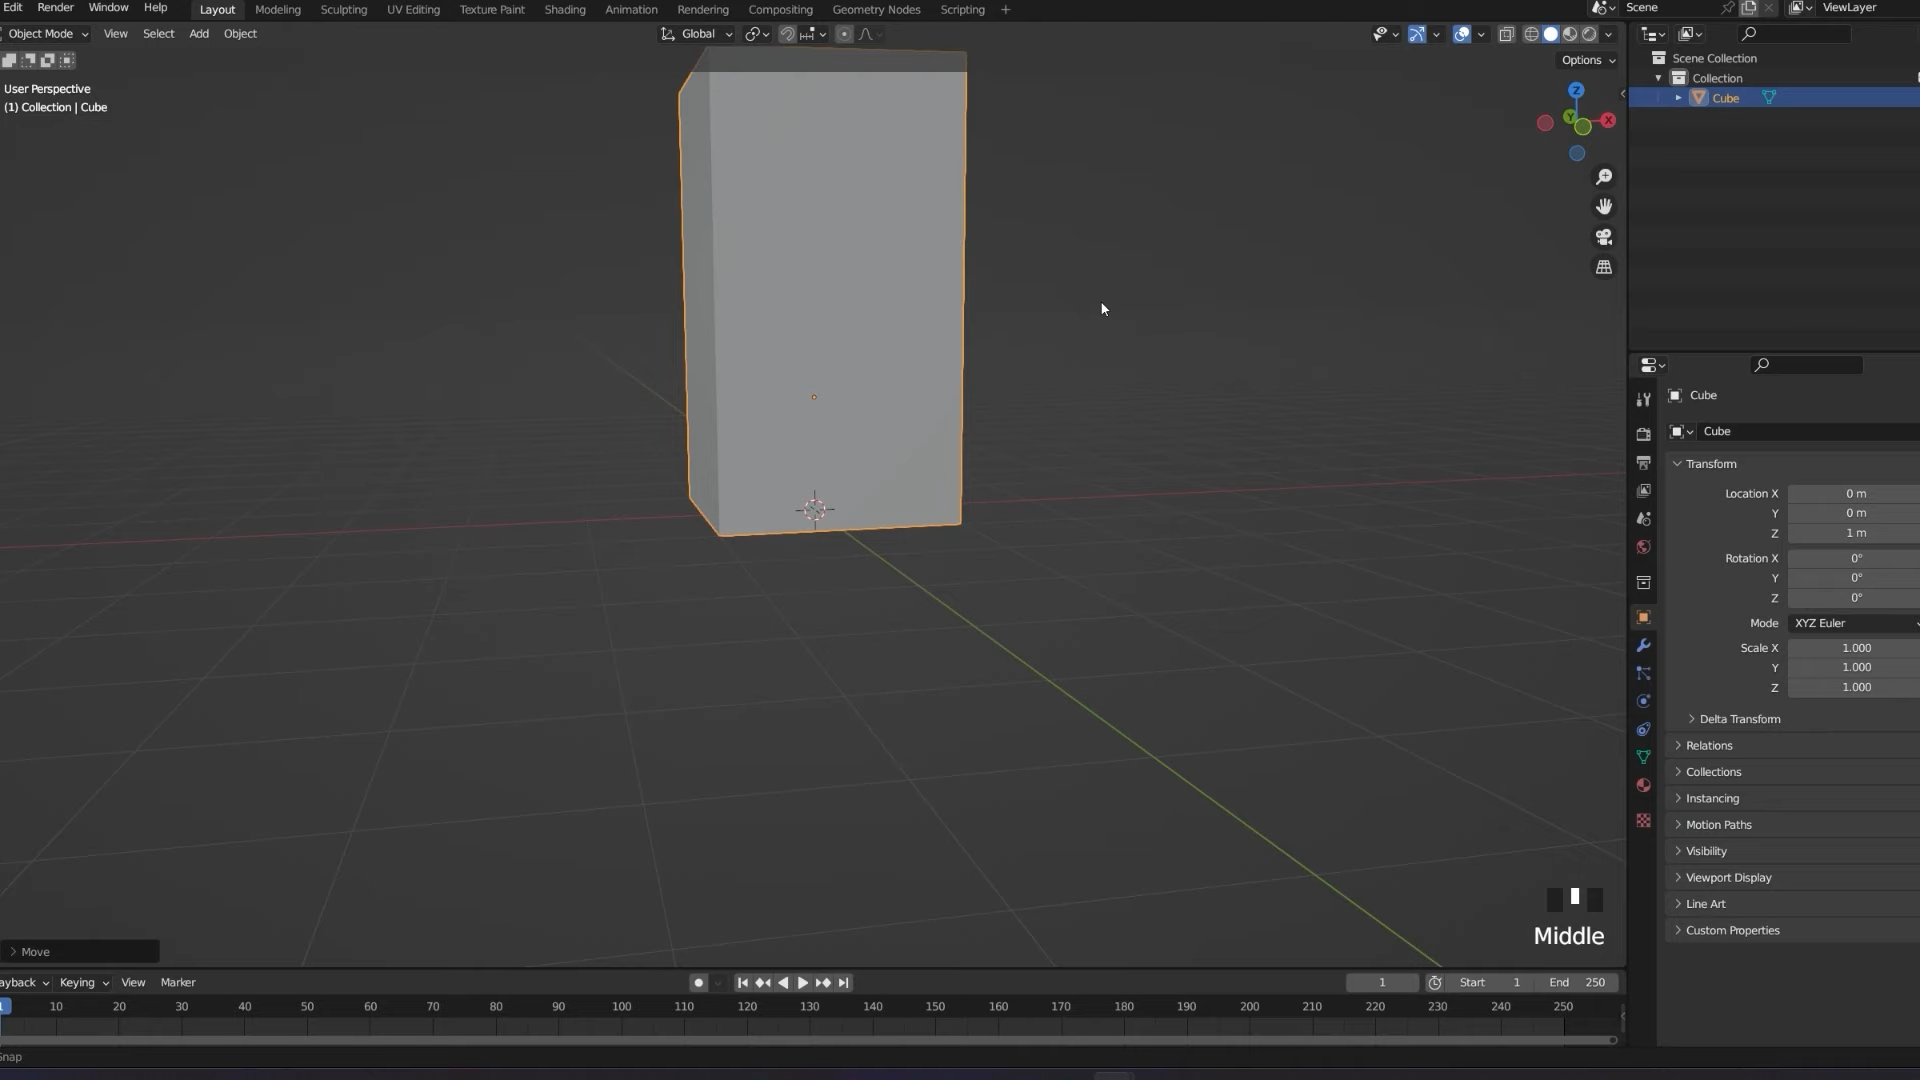 Edit Render Window Help Layout Modeling Sculpting UV Editing Texture Paint Shading Animation Rendering Compositing Geometry Nodes Scripting + Scene ViewLayer
Object Mode View Select Add Object Global
Options
User Perspective
(1) Collection | Cube
Z
Y
X
Scene Collection
Collection
Cube
Cube
Cube
Transform
Location X 0 m
Y 0 m
Z 1 m
Rotation X 0°
Y 0°
Z 0°
Mode XYZ Euler
Scale X 1.000
Y 1.000
Z 1.000
Delta Transform
Relations
Collections
Instancing
Motion Paths
Visibility
Viewport Display
Line Art
Custom Properties
Middle
Move
ayback Keying View Marker 1 Start 1 End 250
1 10 20 30 40 50 60 70 80 90 100 110 120 130 140 150 160 170 180 190 200 210 220 230 240 250
Snap